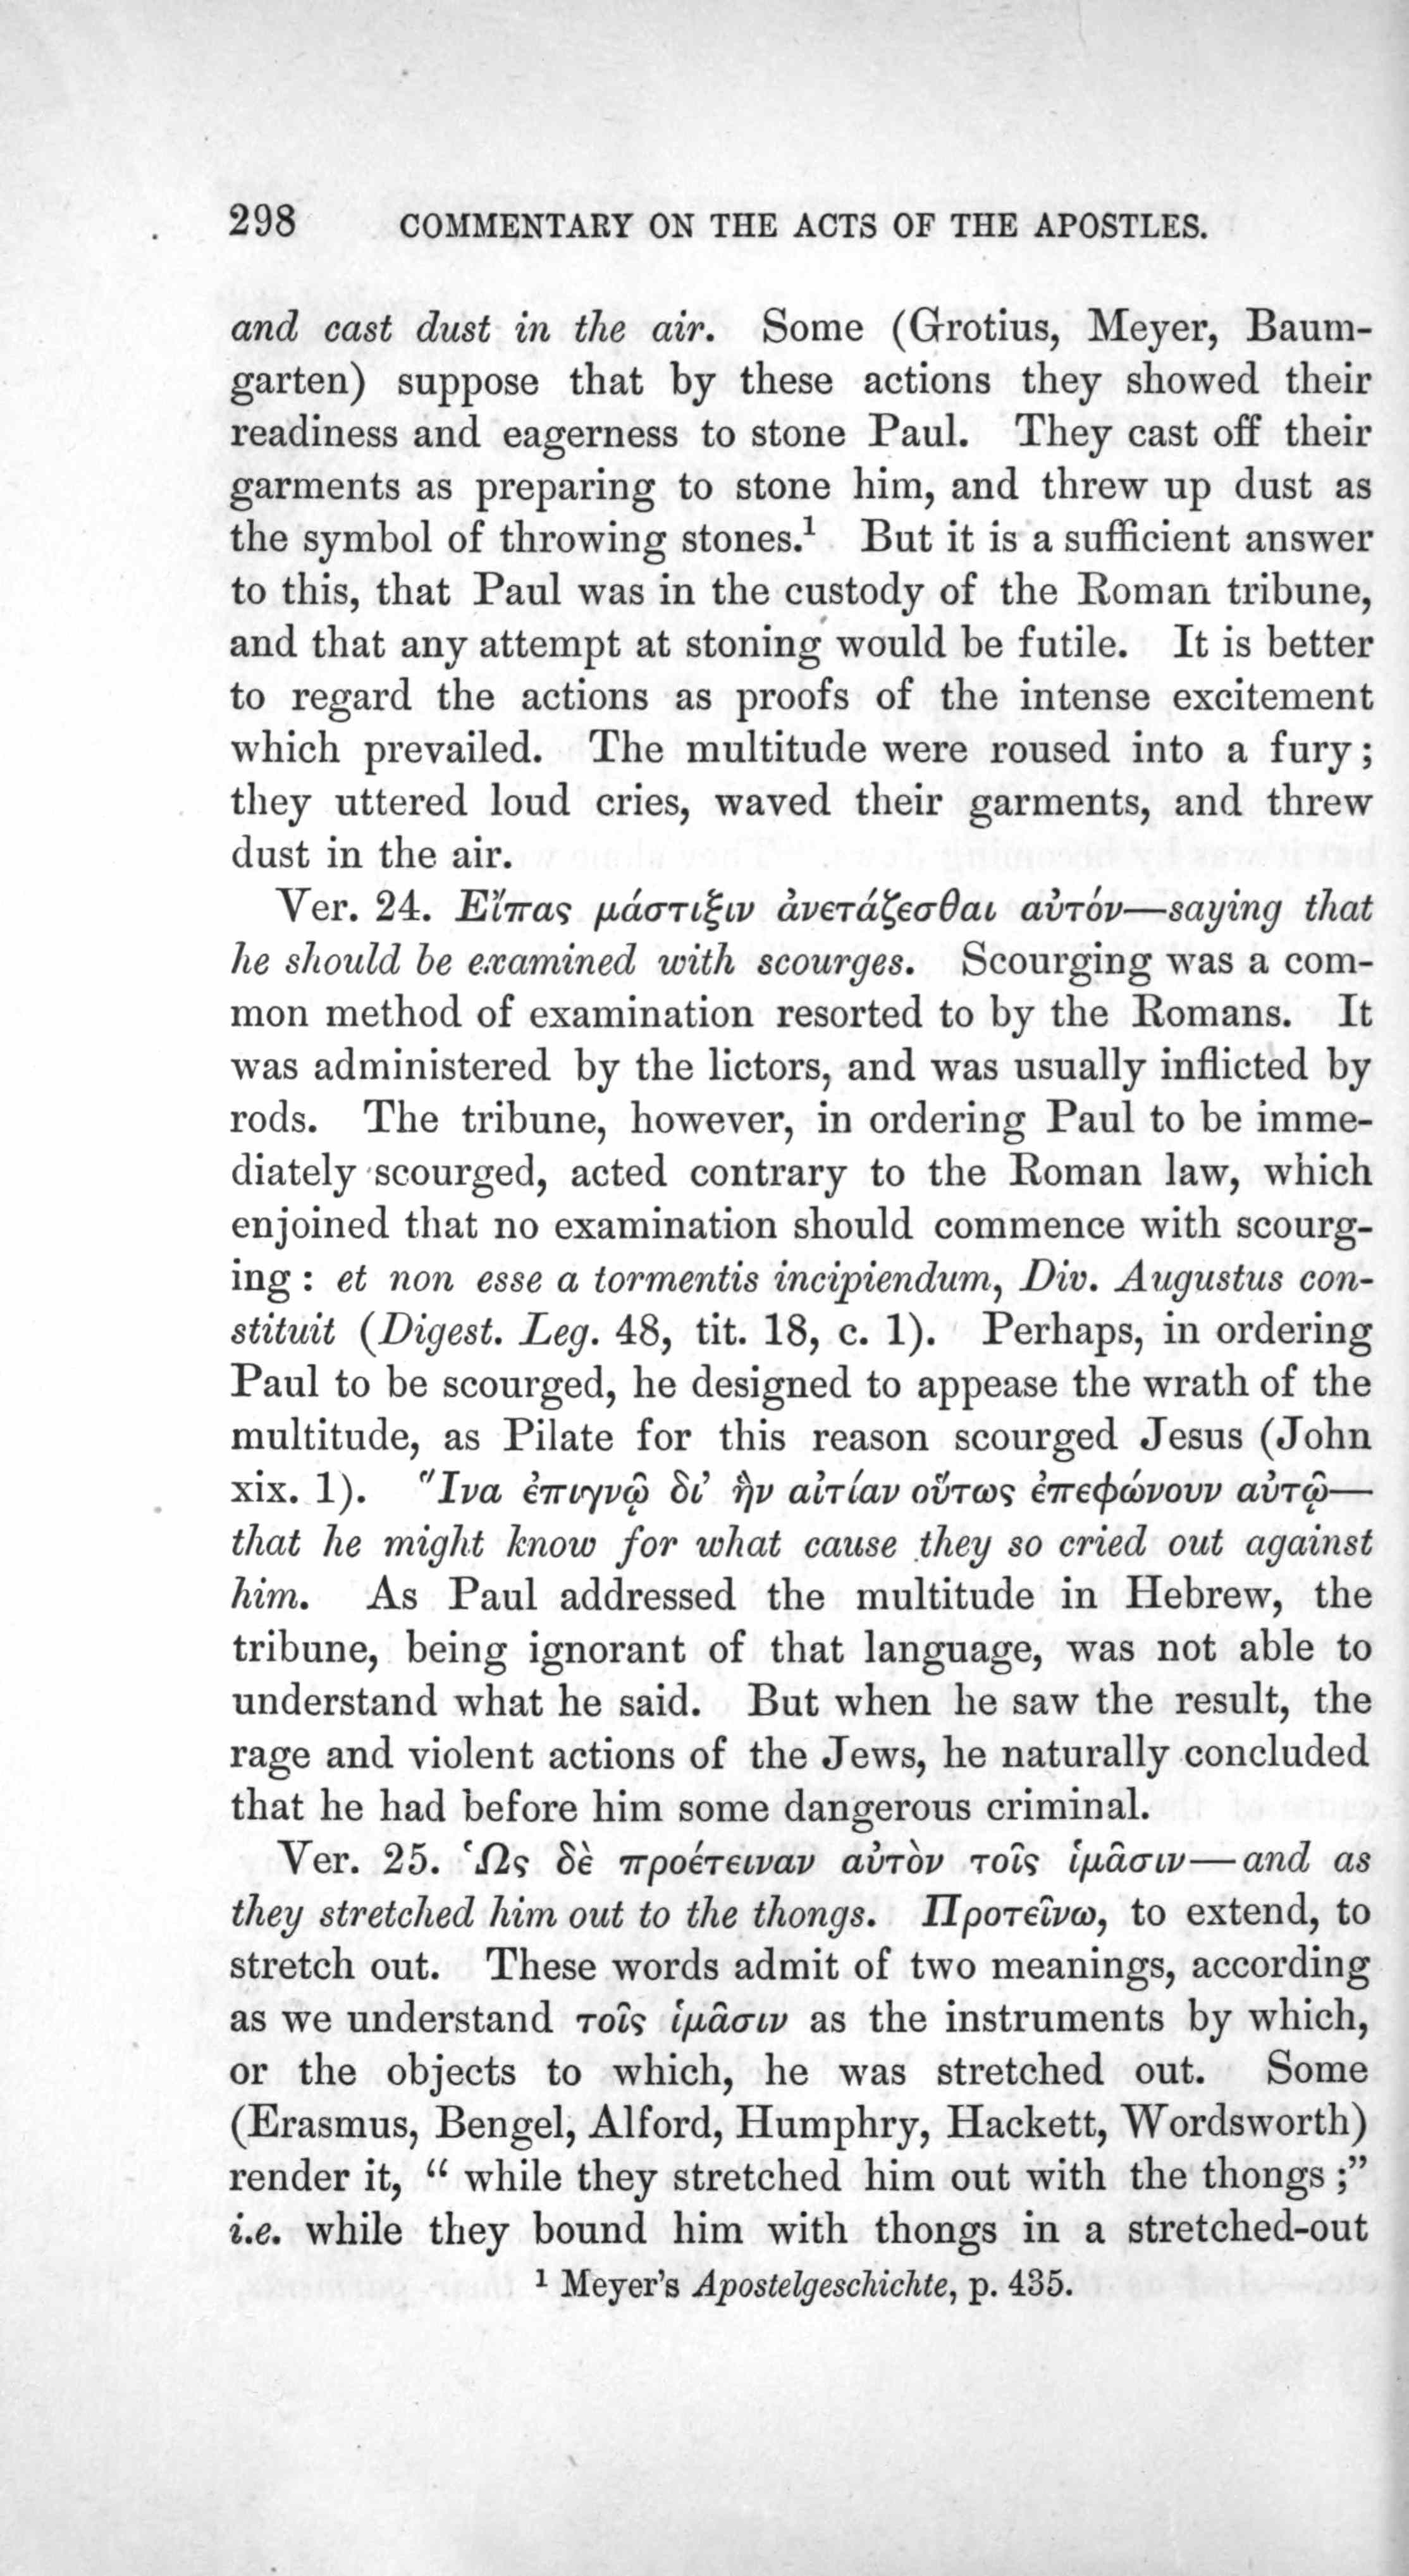 298 COMMENTARY ON THE ACTS OF THE APOSTLES.
and cast dust in the air. Some (Grotius, Meyer, Baum-
garten) suppose that by these actions they showed their
readiness and eagerness to stone Paul. They cast off their
garments as preparing to stone him, and threw up dust as
the symbol of throwing stones.¹ But it is a sufficient answer
to this, that Paul was in the custody of the Roman tribune,
and that any attempt at stoning would be futile. It is better
to regard the actions as proofs of the intense excitement
which prevailed. The multitude were roused into a fury;
they uttered loud cries, waved their garments, and threw
dust in the air.
Ver. 24. Εἴπας μάστιξιν ἀνετάζεσθαι αὐτόν—saying that
he should be examined with scourges. Scourging was a com-
mon method of examination resorted to by the Romans. It
was administered by the lictors, and was usually inflicted by
rods. The tribune, however, in ordering Paul to be imme-
diately scourged, acted contrary to the Roman law, which
enjoined that no examination should commence with scourg-
ing: et non esse a tormentis incipiendum, Div. Augustus con-
stituit (Digest. Leg. 48, tit. 18, c. 1). Perhaps, in ordering
Paul to be scourged, he designed to appease the wrath of the
multitude, as Pilate for this reason scourged Jesus (John
xix. 1). Ἵνα ἐπιγνῷ δι’ ἣν αἰτίαν οὕτως ἐπεφώνουν αὐτῷ—
that he might know for what cause they so cried out against
him. As Paul addressed the multitude in Hebrew, the
tribune, being ignorant of that language, was not able to
understand what he said. But when he saw the result, the
rage and violent actions of the Jews, he naturally concluded
that he had before him some dangerous criminal.
Ver. 25. Ὡς δὲ προέτειναν αὐτὸν τοῖς ἱμᾶσιν—and as
they stretched him out to the thongs. Προτεῖνω, to extend, to
stretch out. These words admit of two meanings, according
as we understand τοῖς ἱμᾶσιν as the instruments by which,
or the objects to which, he was stretched out. Some
(Erasmus, Bengel, Alford, Humphry, Hackett, Wordsworth)
render it, “while they stretched him out with the thongs;”
i.e. while they bound him with thongs in a stretched-out
¹ Meyer's Apostelgeschichte, p. 435.